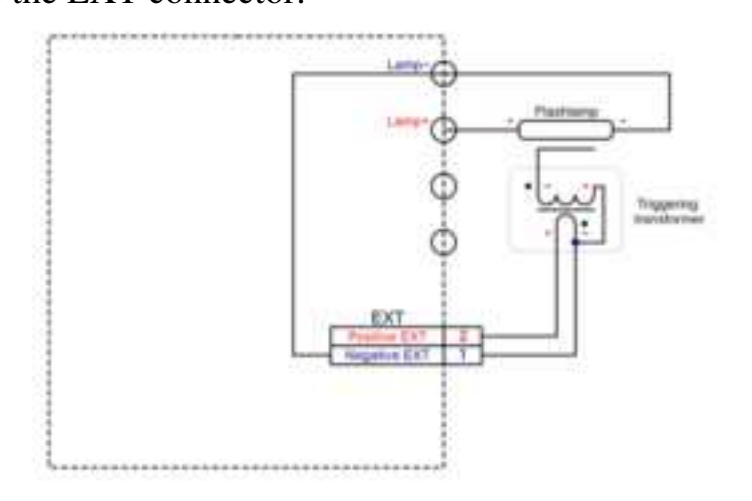 the EXT connector.
Lamp-
Lamp+
+ Flashlamp -
Triggering
transformer
EXT
Positive EXT 2
Negative EXT 1